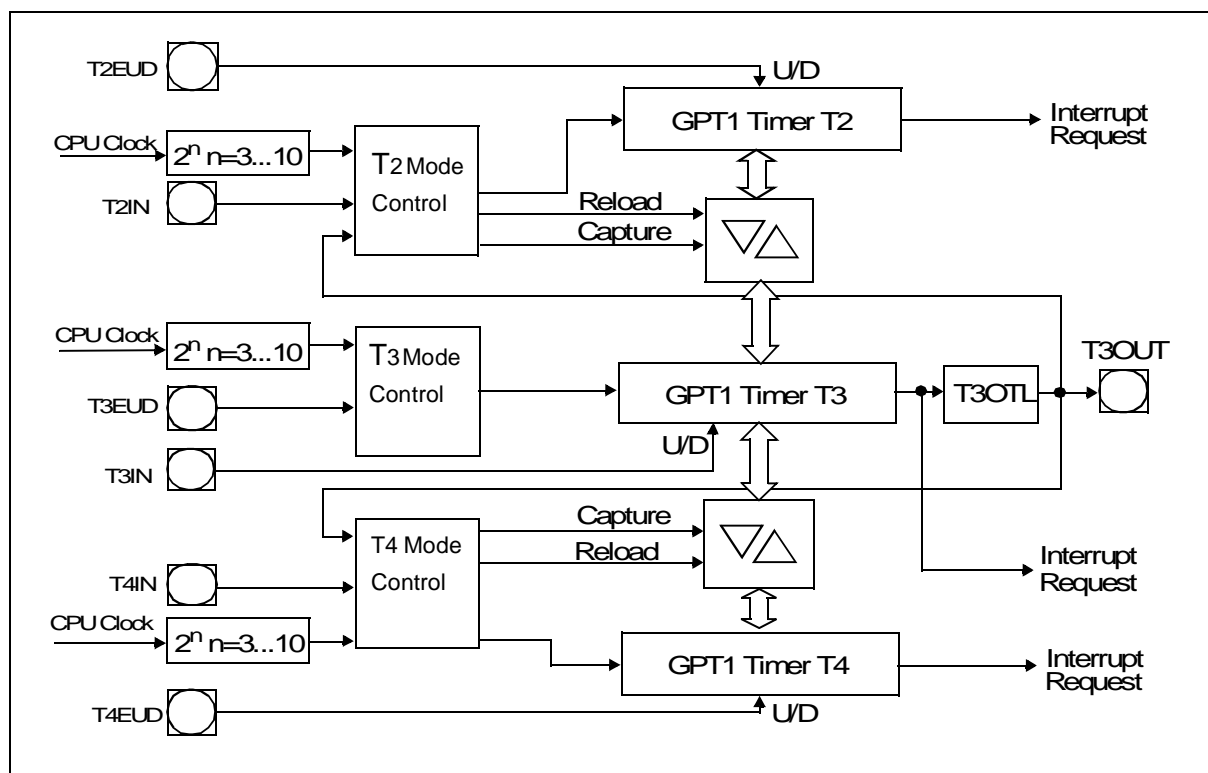 T2EUD
U/D
GPT1 Timer T2
Interrupt
Request
CPU Clock
2ⁿ n=3...10
T2 Mode
Control
T2IN
Reload
Capture
CPU Clock
2ⁿ n=3...10
T3 Mode
Control
T3EUD
GPT1 Timer T3
T3OTL
T3OUT
U/D
T3IN
Capture
T4 Mode
Control
Reload
T4IN
Interrupt
Request
CPU Clock
2ⁿ n=3...10
GPT1 Timer T4
Interrupt
Request
T4EUD
U/D